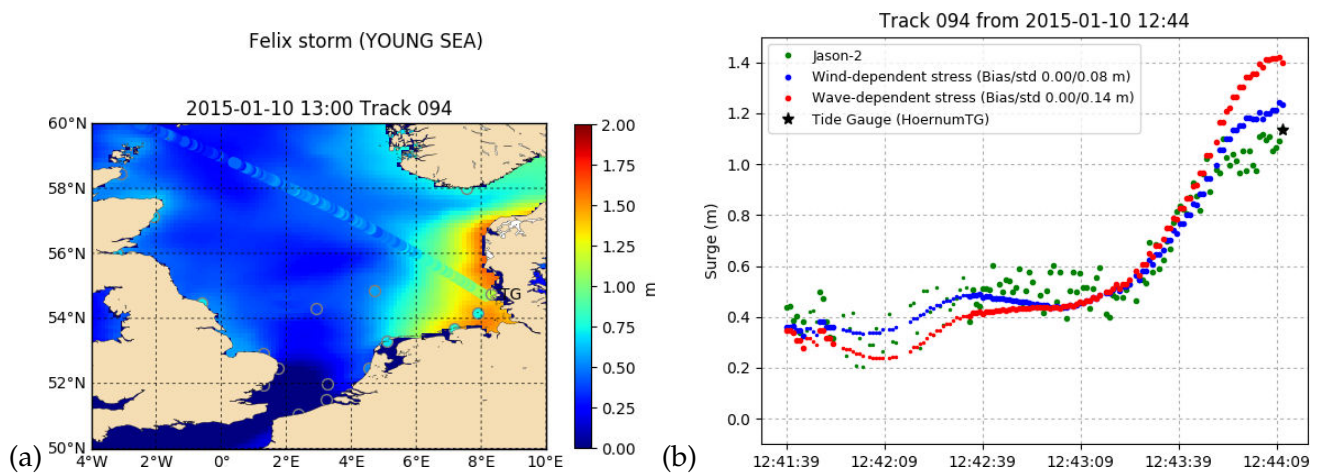 Felix storm (YOUNG SEA)
2015-01-10 13:00 Track 094
60°N
58°N
56°N
54°N
52°N
50°N
4°W 2°W 0° 2°E 4°E 6°E 8°E 10°E
TG
2.00
1.75
1.50
1.25
1.00
0.75
0.50
0.25
0.00
m
(a)
Track 094 from 2015-01-10 12:44
Jason-2
Wind-dependent stress (Bias/std 0.00/0.08 m)
Wave-dependent stress (Bias/std 0.00/0.14 m)
Tide Gauge (HoernumTG)
Surge (m)
1.4
1.2
1.0
0.8
0.6
0.4
0.2
0.0
12:41:39 12:42:09 12:42:39 12:43:09 12:43:39 12:44:09
(b)